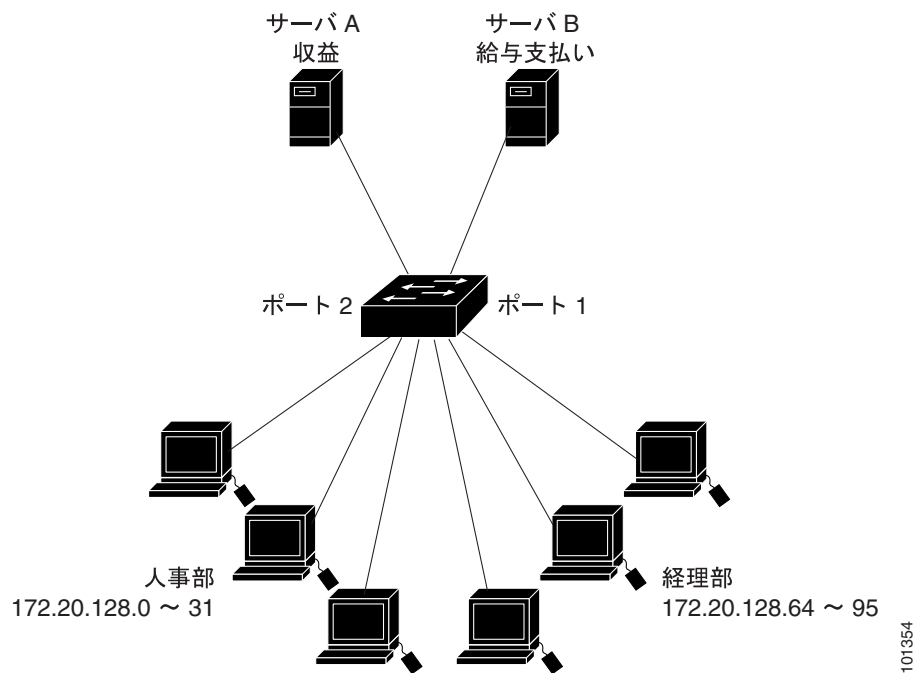 サーバ A
収益
サーバ B
給与支払い
ポート 2
ポート 1
人事部
172.20.128.0 ～ 31
経理部
172.20.128.64 ～ 95
101354